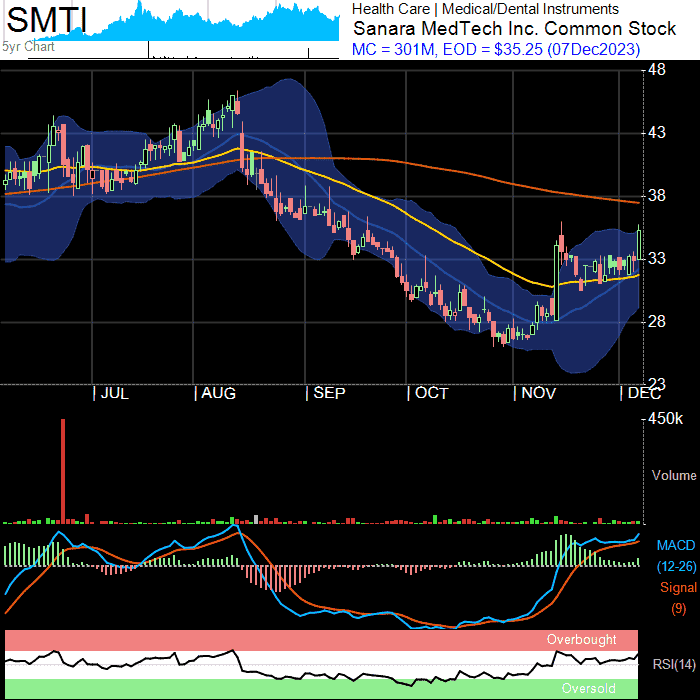 SMTI
5yr Chart
Health Care | Medical/Dental Instruments
Sanara MedTech Inc. Common Stock
MC = 301M, EOD = $35.25 (07Dec2023)
48
43
38
33
28
23
| JUL
| AUG
| SEP
| OCT
| NOV
| DEC
450k
Volume
MACD
(12-26)
Signal
(9)
Overbought
RSI(14)
Oversold